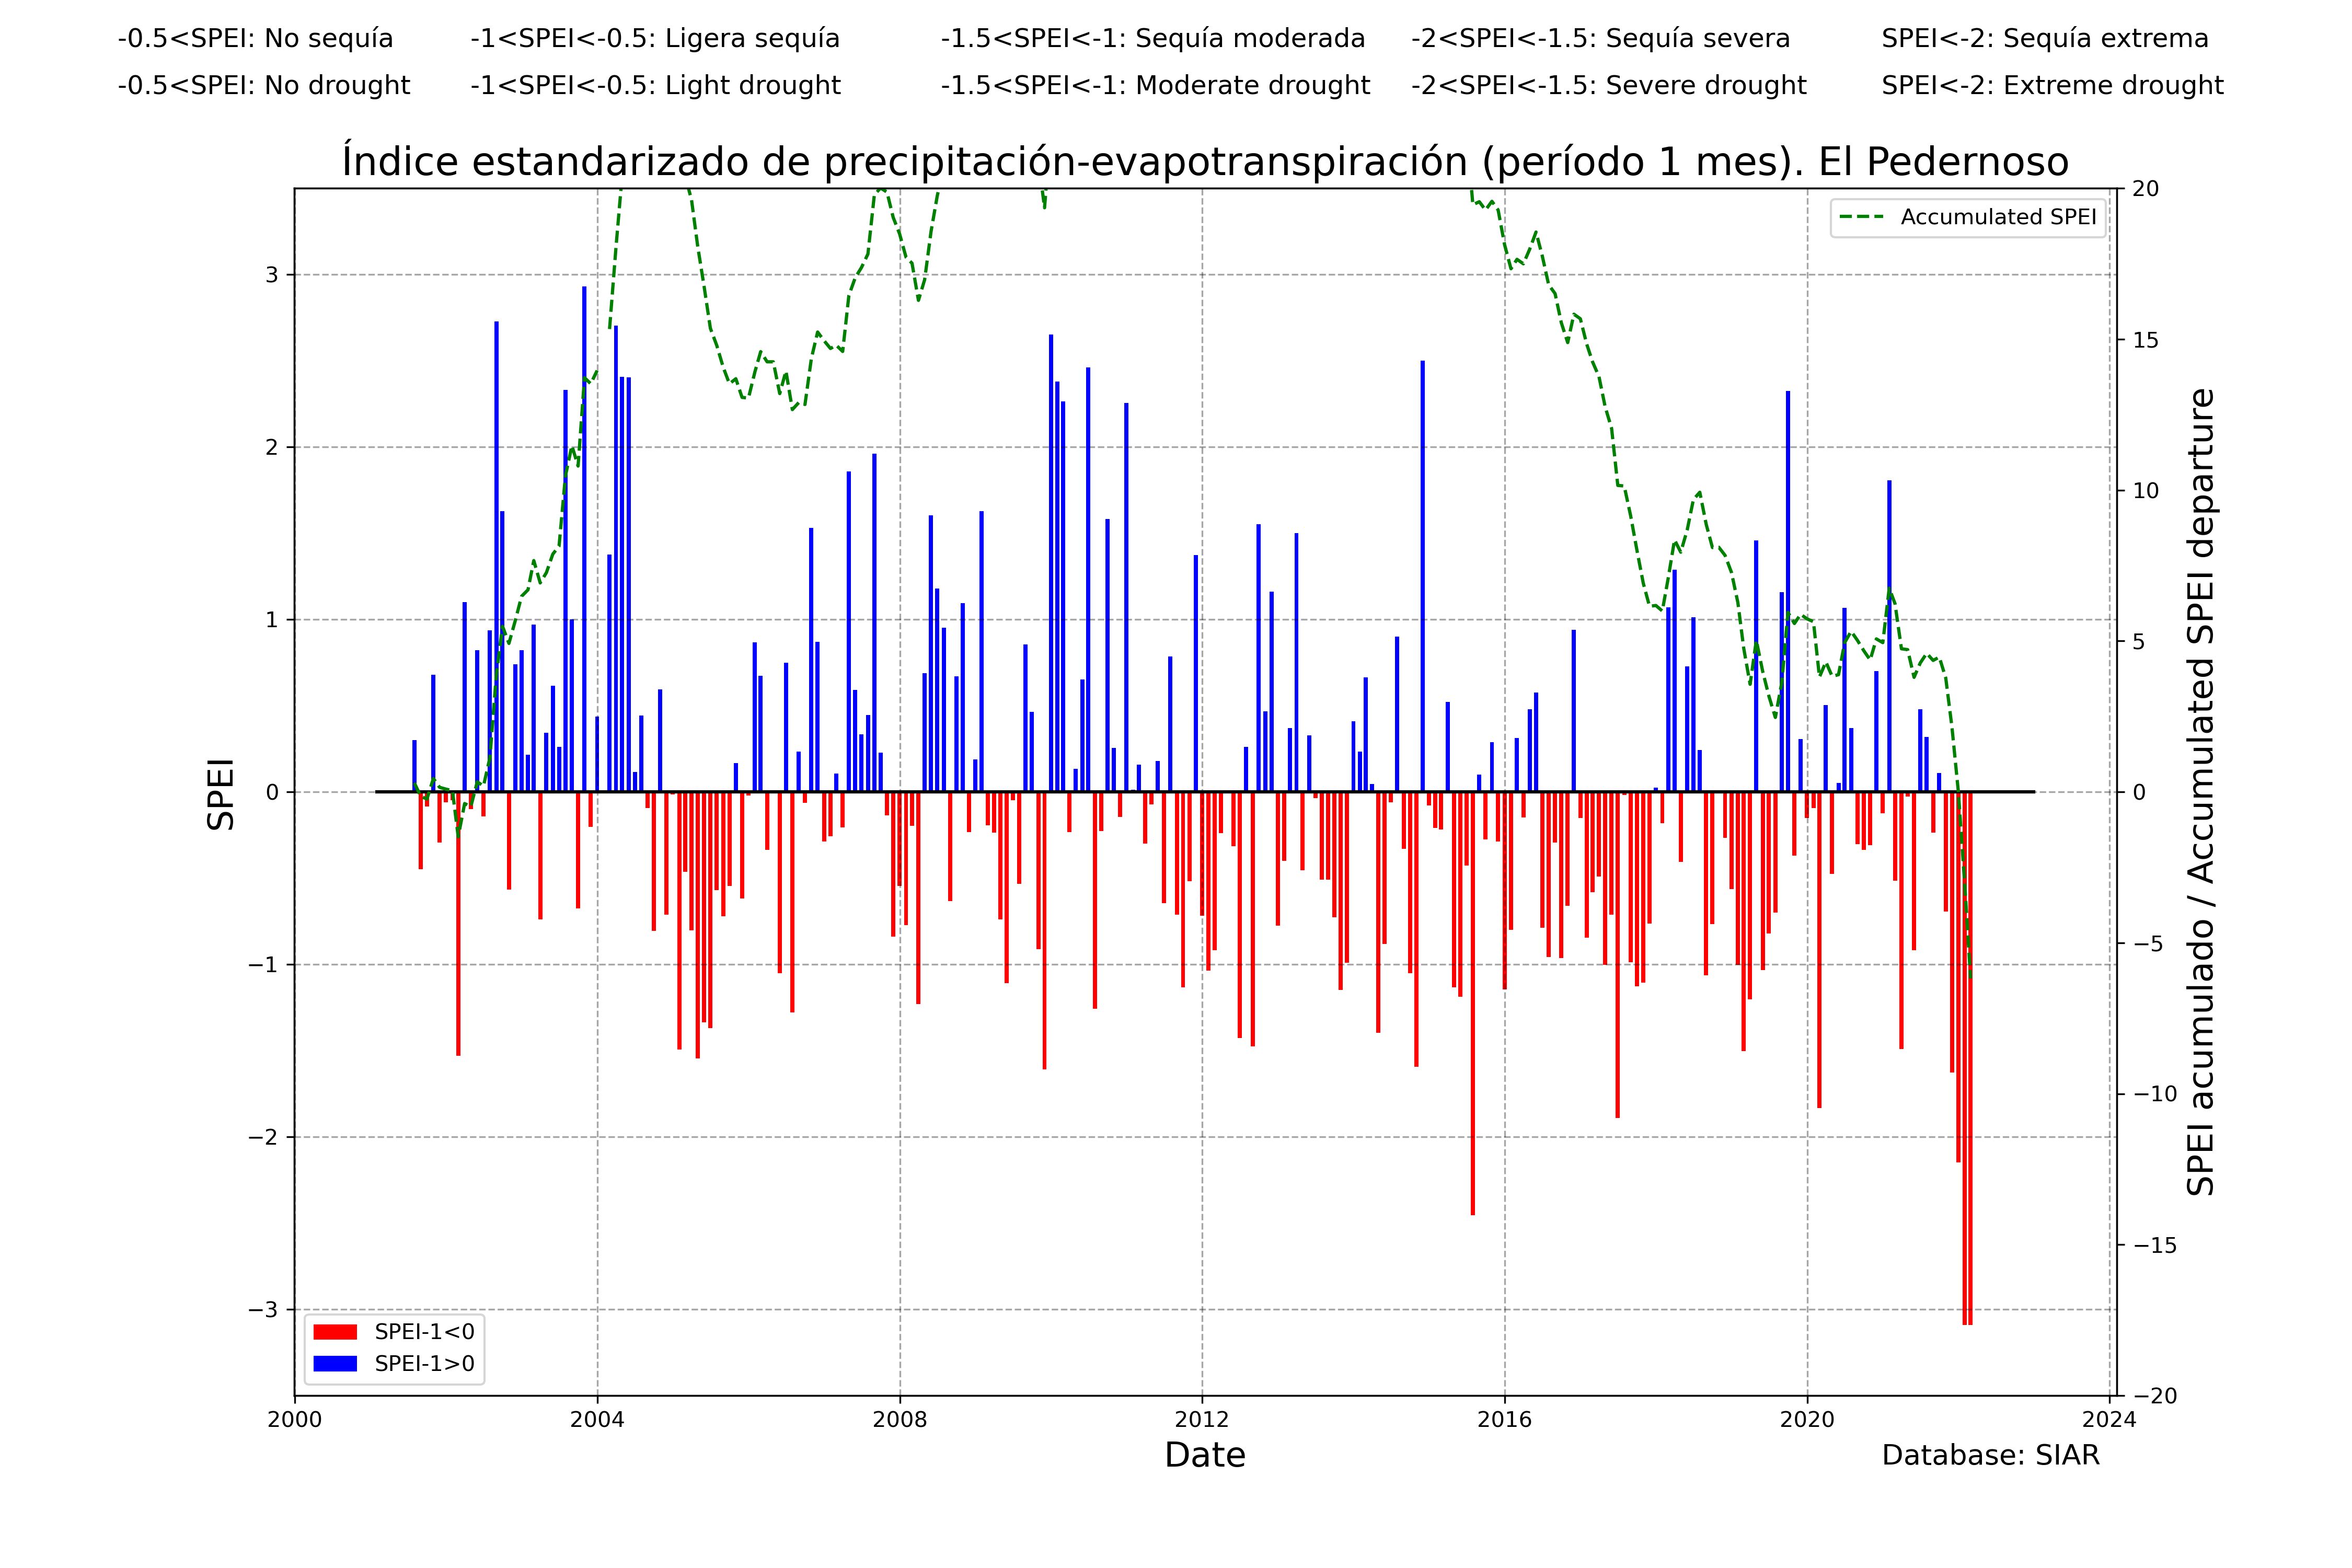 -0.5<SPEI: No sequía -1<SPEI<-0.5: Ligera sequía -1.5<SPEI<-1: Sequía moderada -2<SPEI<-1.5: Sequía severa SPEI<-2: Sequía extrema
-0.5<SPEI: No drought -1<SPEI<-0.5: Light drought -1.5<SPEI<-1: Moderate drought -2<SPEI<-1.5: Severe drought SPEI<-2: Extreme drought
Índice estandarizado de precipitación-evapotranspiración (período 1 mes). El Pedernoso
Accumulated SPEI
3
2
1
0
−1
−2
−3
SPEI
20
15
10
5
0
−5
−10
−15
−20
SPEI acumulado / Accumulated SPEI departure
SPEI-1<0
SPEI-1>0
2000 2004 2008 2012 2016 2020 2024
Date
Database: SIAR